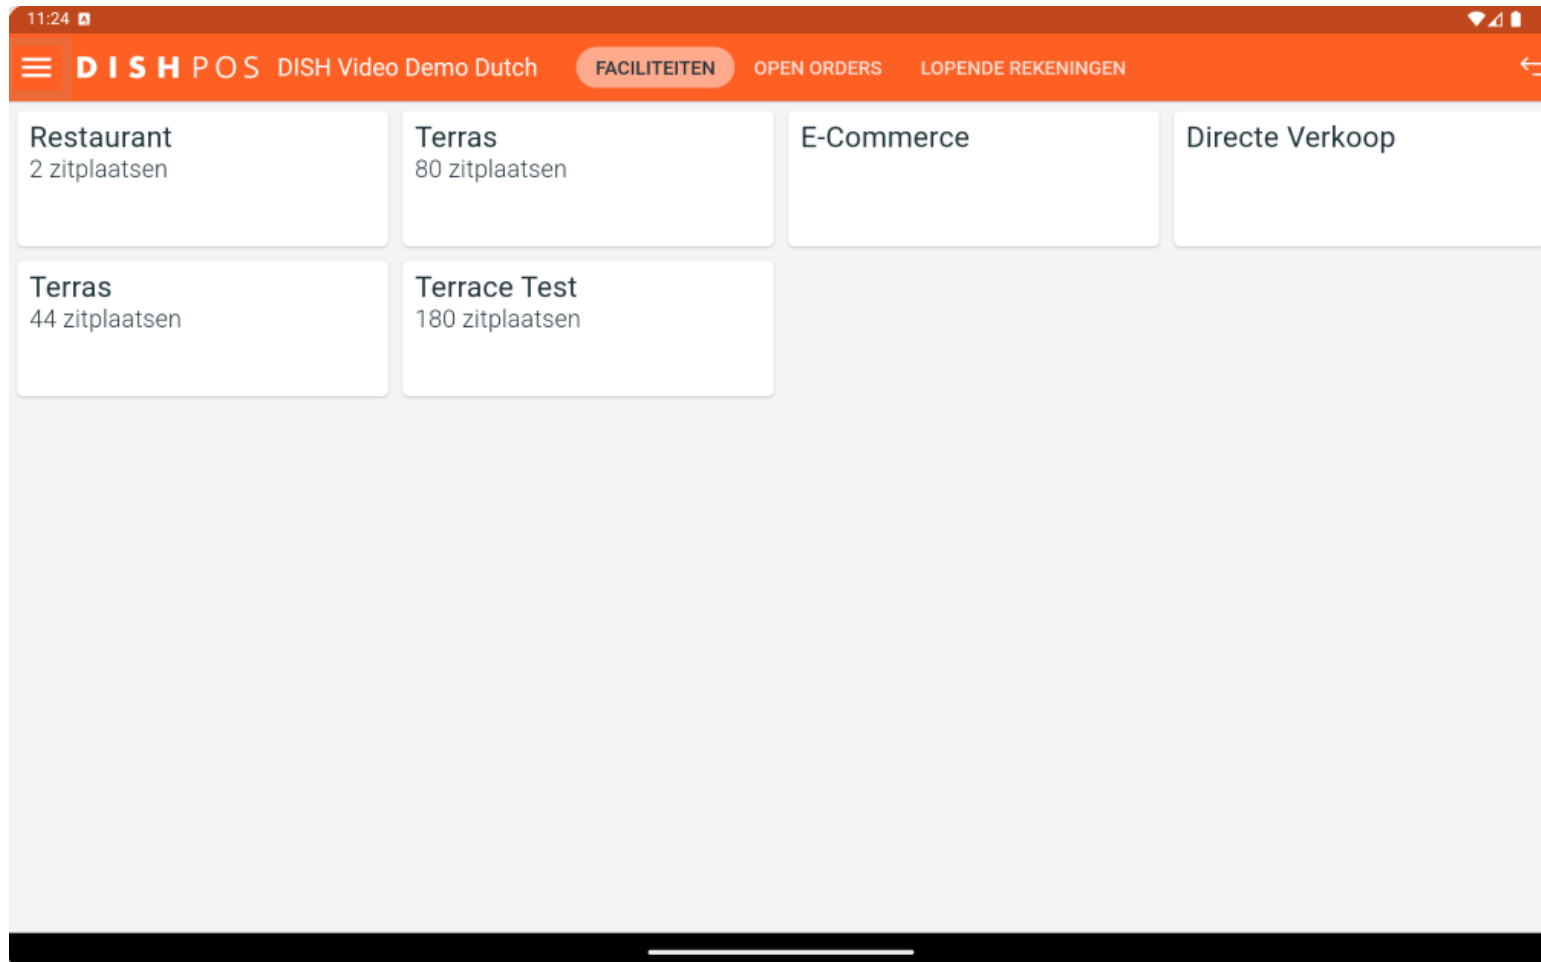 11:24
DISH POS DISH Video Demo Dutch FACILITEITEN OPEN ORDERS LOPENDE REKENINGEN
Restaurant
2 zitplaatsen
Terras
80 zitplaatsen
E-Commerce
Directe Verkoop
Terras
44 zitplaatsen
Terrace Test
180 zitplaatsen